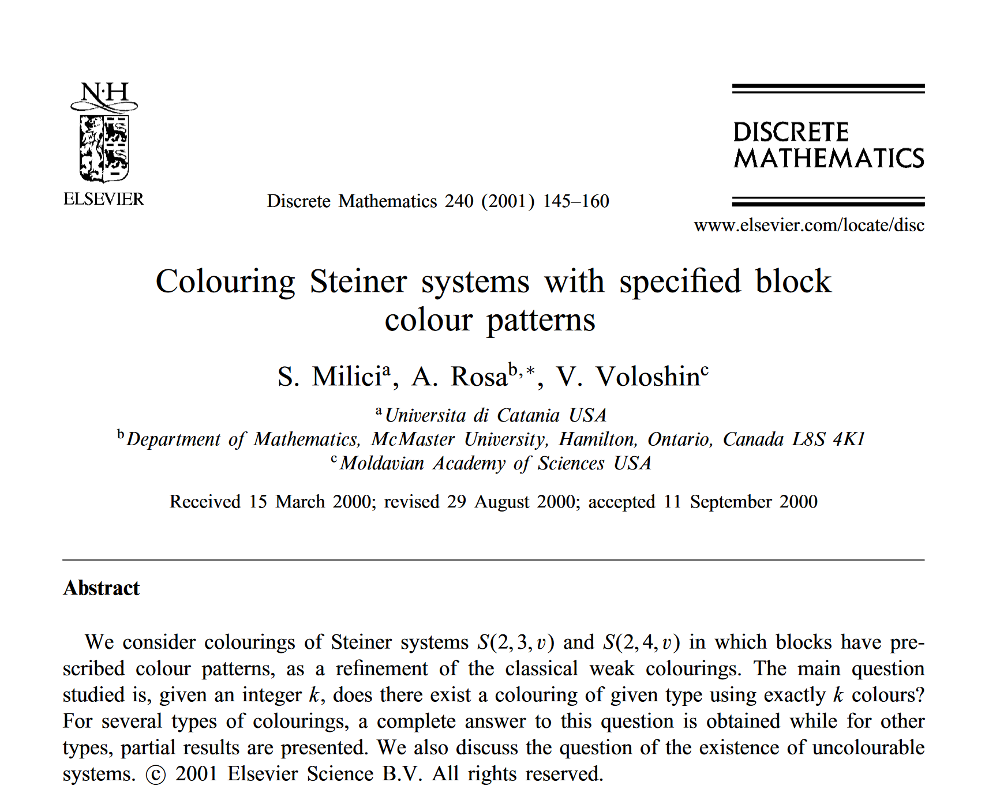 N·H
ELSEVIER
DISCRETE
MATHEMATICS
Discrete Mathematics 240 (2001) 145–160
www.elsevier.com/locate/disc
Colouring Steiner systems with specified block
colour patterns
S. Milici^a, A. Rosa^b,*, V. Voloshin^c
^a Universita di Catania USA
^b Department of Mathematics, McMaster University, Hamilton, Ontario, Canada L8S 4K1
^c Moldavian Academy of Sciences USA
Received 15 March 2000; revised 29 August 2000; accepted 11 September 2000
Abstract
We consider colourings of Steiner systems S(2, 3, v) and S(2, 4, v) in which blocks have pre-
scribed colour patterns, as a refinement of the classical weak colourings. The main question
studied is, given an integer k, does there exist a colouring of given type using exactly k colours?
For several types of colourings, a complete answer to this question is obtained while for other
types, partial results are presented. We also discuss the question of the existence of uncolourable
systems. © 2001 Elsevier Science B.V. All rights reserved.